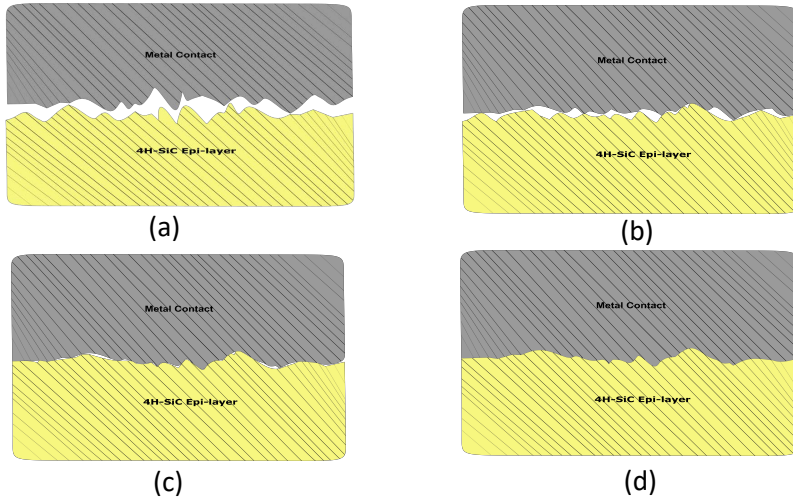 Metal Contact
4H-SiC Epi-layer
(a)
Metal Contact
4H-SiC Epi-layer
(b)
Metal Contact
4H-SiC Epi-layer
(c)
Metal Contact
4H-SiC Epi-layer
(d)